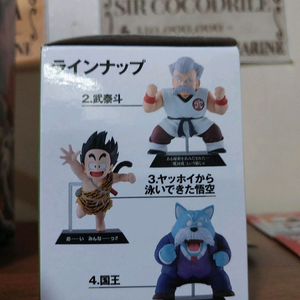 SIR COCODRILE
MARINE
ラインナップ
2.武泰斗
3.ヤッホイから
泳いできた悟空
4.国王